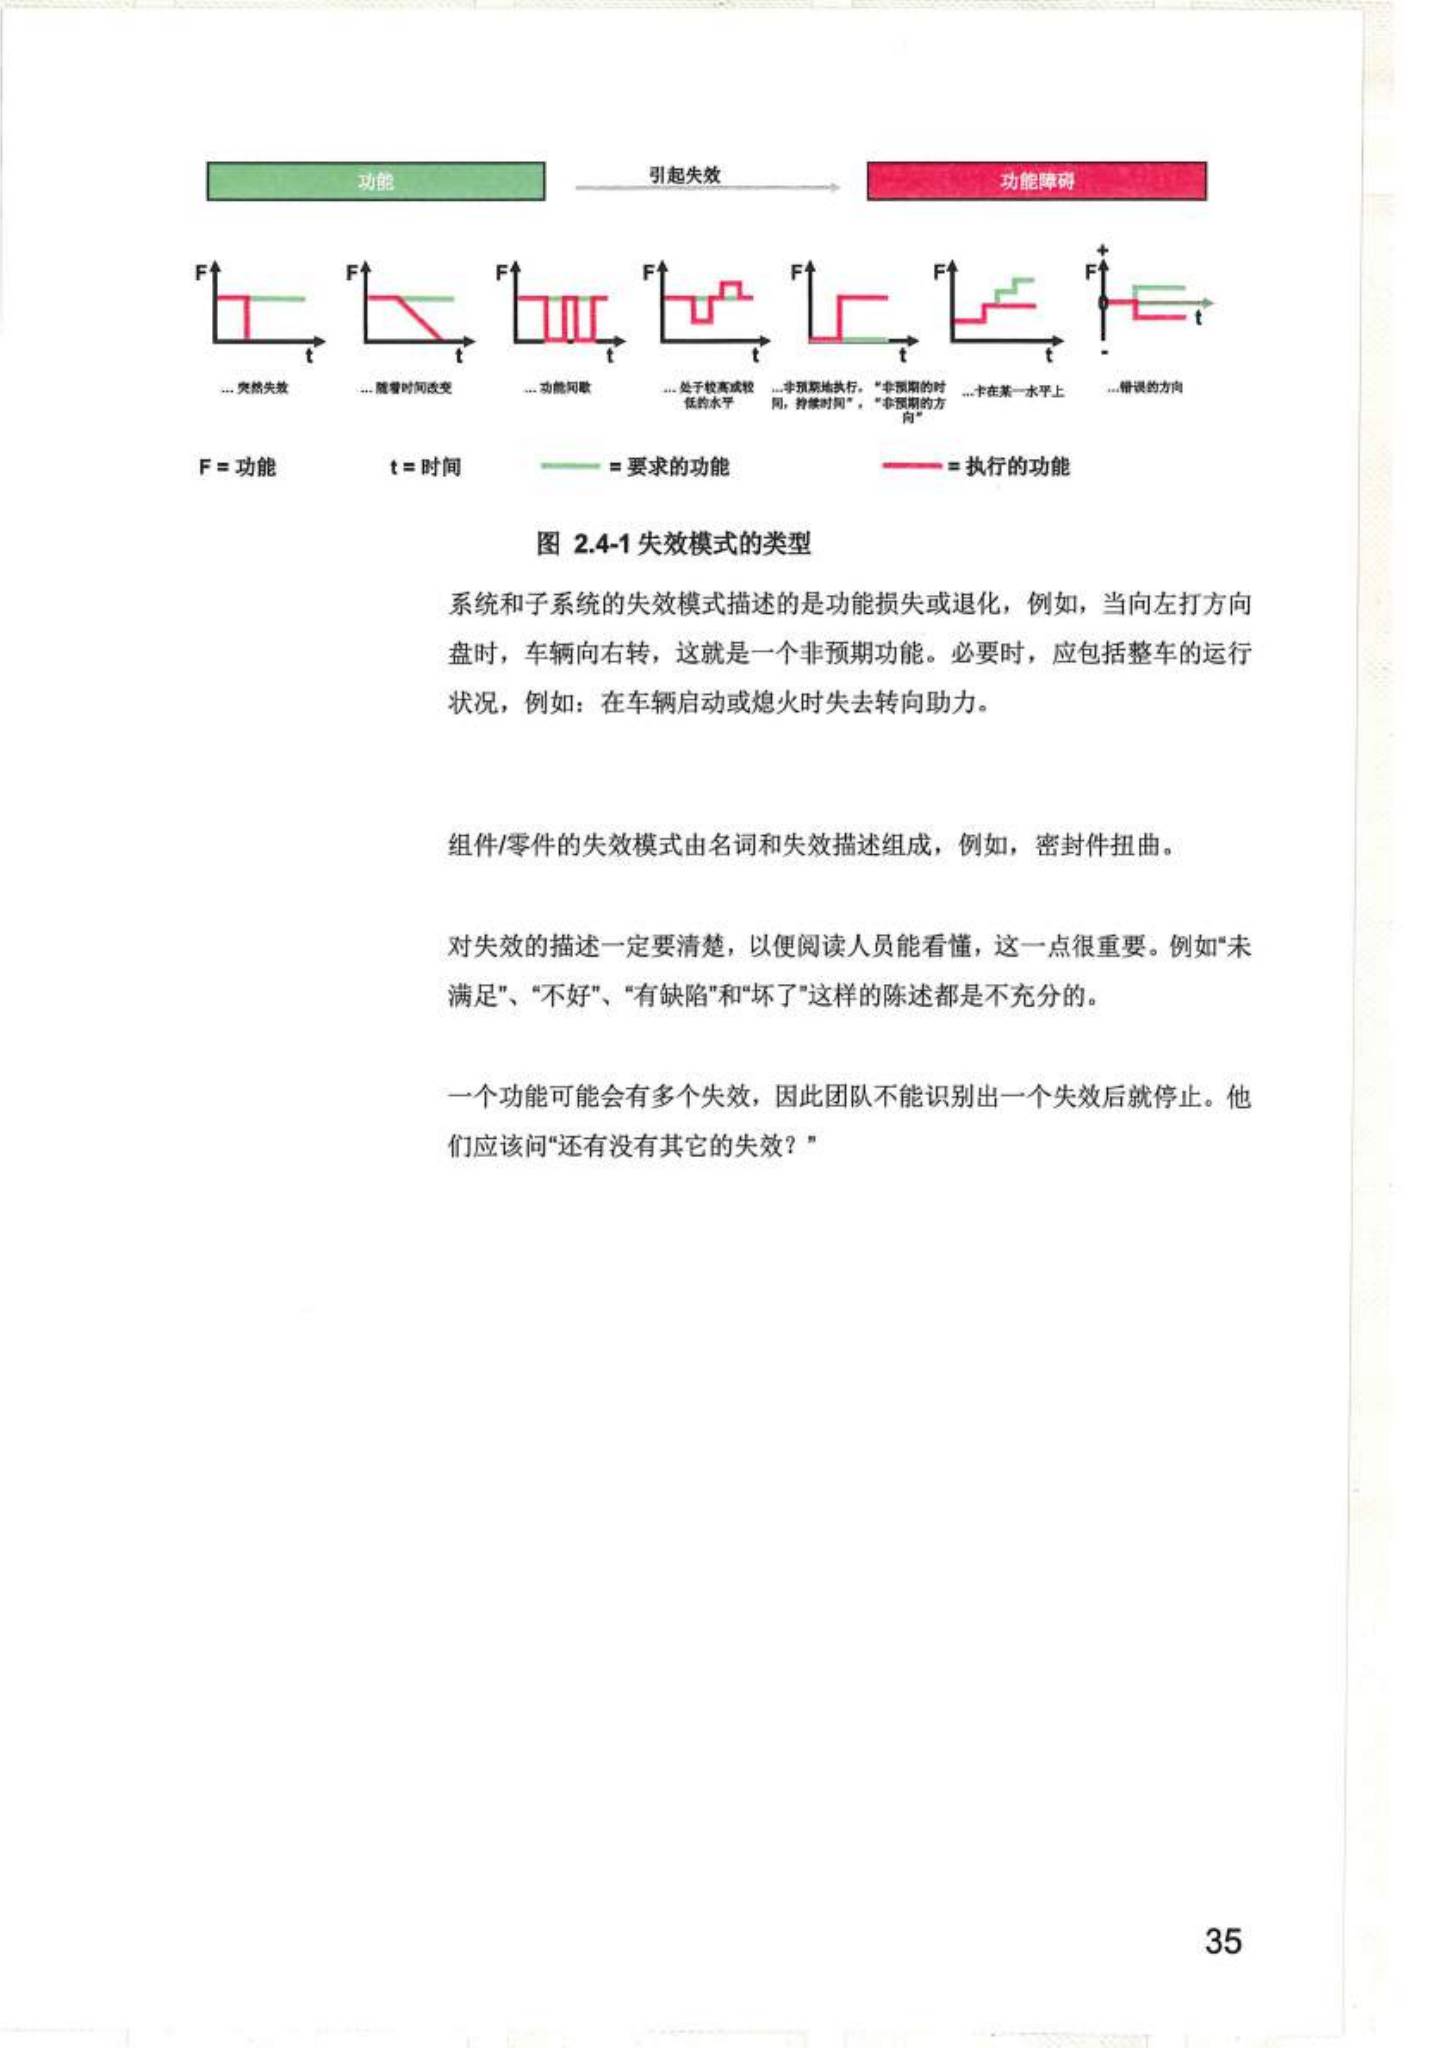 功能 引起失效 功能障碍
+
F F F F F F F
0
t t t t t t t
-
... 突然失效 ... 随着时间改变 ... 功能间歇 ... 处于较高或较 ...非预期地执行， “非预期的时 ...卡在某一水平上 ...错误的方向
低的水平 间，持续时间”， “非预期的方
向”
F = 功能 t = 时间 = 要求的功能 = 执行的功能
图 2.4-1 失效模式的类型
系统和子系统的失效模式描述的是功能损失或退化，例如，当向左打方向
盘时，车辆向右转，这就是一个非预期功能。必要时，应包括整车的运行
状况，例如：在车辆启动或熄火时失去转向助力。
组件/零件的失效模式由名词和失效描述组成，例如，密封件扭曲。
对失效的描述一定要清楚，以便阅读人员能看懂，这一点很重要。例如“未
满足”、“不好”、“有缺陷”和“坏了”这样的陈述都是不充分的。
一个功能可能会有多个失效，因此团队不能识别出一个失效后就停止。他
们应该问“还有没有其它的失效？”
35